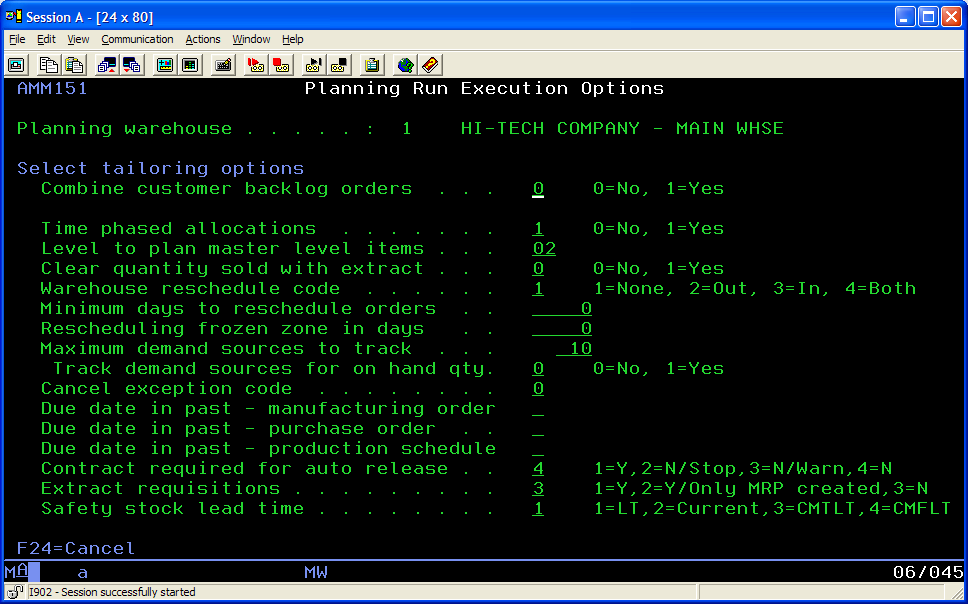 Session A - [24 x 80]
File Edit View Communication Actions Window Help
AMM151 Planning Run Execution Options
Planning warehouse . . . . . : 1 HI-TECH COMPANY - MAIN WHSE
Select tailoring options
Combine customer backlog orders . . . 0 0=No, 1=Yes
Time phased allocations . . . . . . . 1 0=No, 1=Yes
Level to plan master level items . . . 02
Clear quantity sold with extract . . . 0 0=No, 1=Yes
Warehouse reschedule code . . . . . . 1 1=None, 2=Out, 3=In, 4=Both
Minimum days to reschedule orders . . 0
Rescheduling frozen zone in days . . 0
Maximum demand sources to track . . . 10
Track demand sources for on hand qty. 0 0=No, 1=Yes
Cancel exception code . . . . . . . . 0
Due date in past - manufacturing order _
Due date in past - purchase order . . _
Due date in past - production schedule _
Contract required for auto release . . 4 1=Y,2=N/Stop,3=N/Warn,4=N
Extract requisitions . . . . . . . . . 3 1=Y,2=Y/Only MRP created,3=N
Safety stock lead time . . . . . . . . 1 1=LT,2=Current,3=CMTLT,4=CMFLT
F24=Cancel
MA a MW 06/045
I902 - Session successfully started